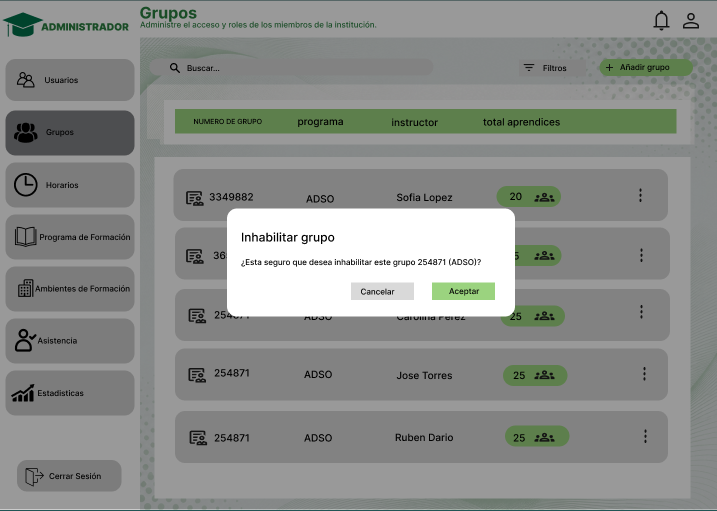 Grupos
ADMINISTRADOR
Administre el acceso y roles de los miembros de la institución.
Usuarios
Grupos
Horarios
Programa de Formación
Ambientes de Formación
Asistencia
Estadisticas
Cerrar Sesión
Buscar...
Filtros
+ Añadir grupo
NUMERO DE GRUPO programa instructor total aprendices
3349882 ADSO Sofia Lopez 20
Inhabilitar grupo
¿Esta seguro que desea inhabilitar este grupo 254871 (ADSO)?
Cancelar Aceptar
254871 ADSO Carolina Perez 25
254871 ADSO Jose Torres 25
254871 ADSO Ruben Dario 25